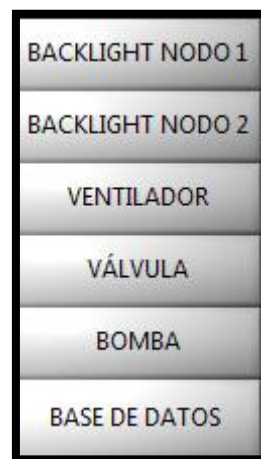 BACKLIGHT NODO 1
BACKLIGHT NODO 2
VENTILADOR
VÁLVULA
BOMBA
BASE DE DATOS